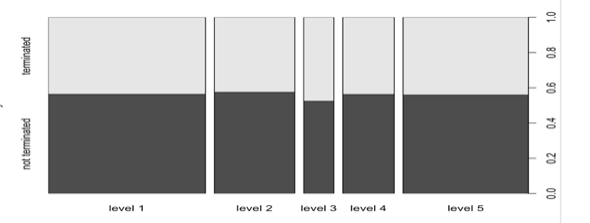 terminated
not terminated
1.0
0.8
0.6
0.4
0.2
0.0
level 1
level 2
level 3
level 4
level 5